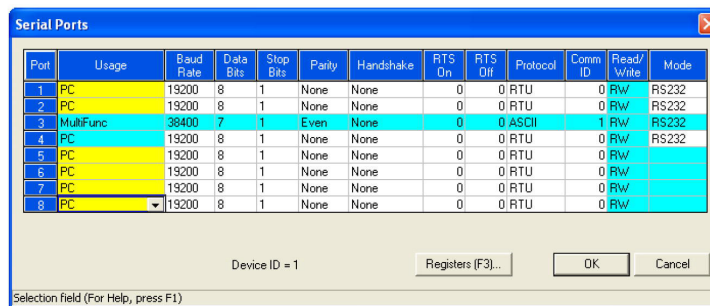 Serial Ports
Port Usage Baud Rate Data Bits Stop Bits Parity Handshake RTS On RTS Off Protocol Comm ID Read/ Write Mode
1 PC 19200 8 1 None None 0 0 RTU 0 RW RS232
2 PC 19200 8 1 None None 0 0 RTU 0 RW RS232
3 MultiFunc 38400 7 1 Even None 0 0 ASCII 1 RW RS232
4 PC 19200 8 1 None None 0 0 RTU 0 RW RS232
5 PC 19200 8 1 None None 0 0 RTU 0 RW
6 PC 19200 8 1 None None 0 0 RTU 0 RW
7 PC 19200 8 1 None None 0 0 RTU 0 RW
8 PC 19200 8 1 None None 0 0 RTU 0 RW
Device ID = 1 Registers (F3)... OK Cancel
Selection field (For Help, press F1)